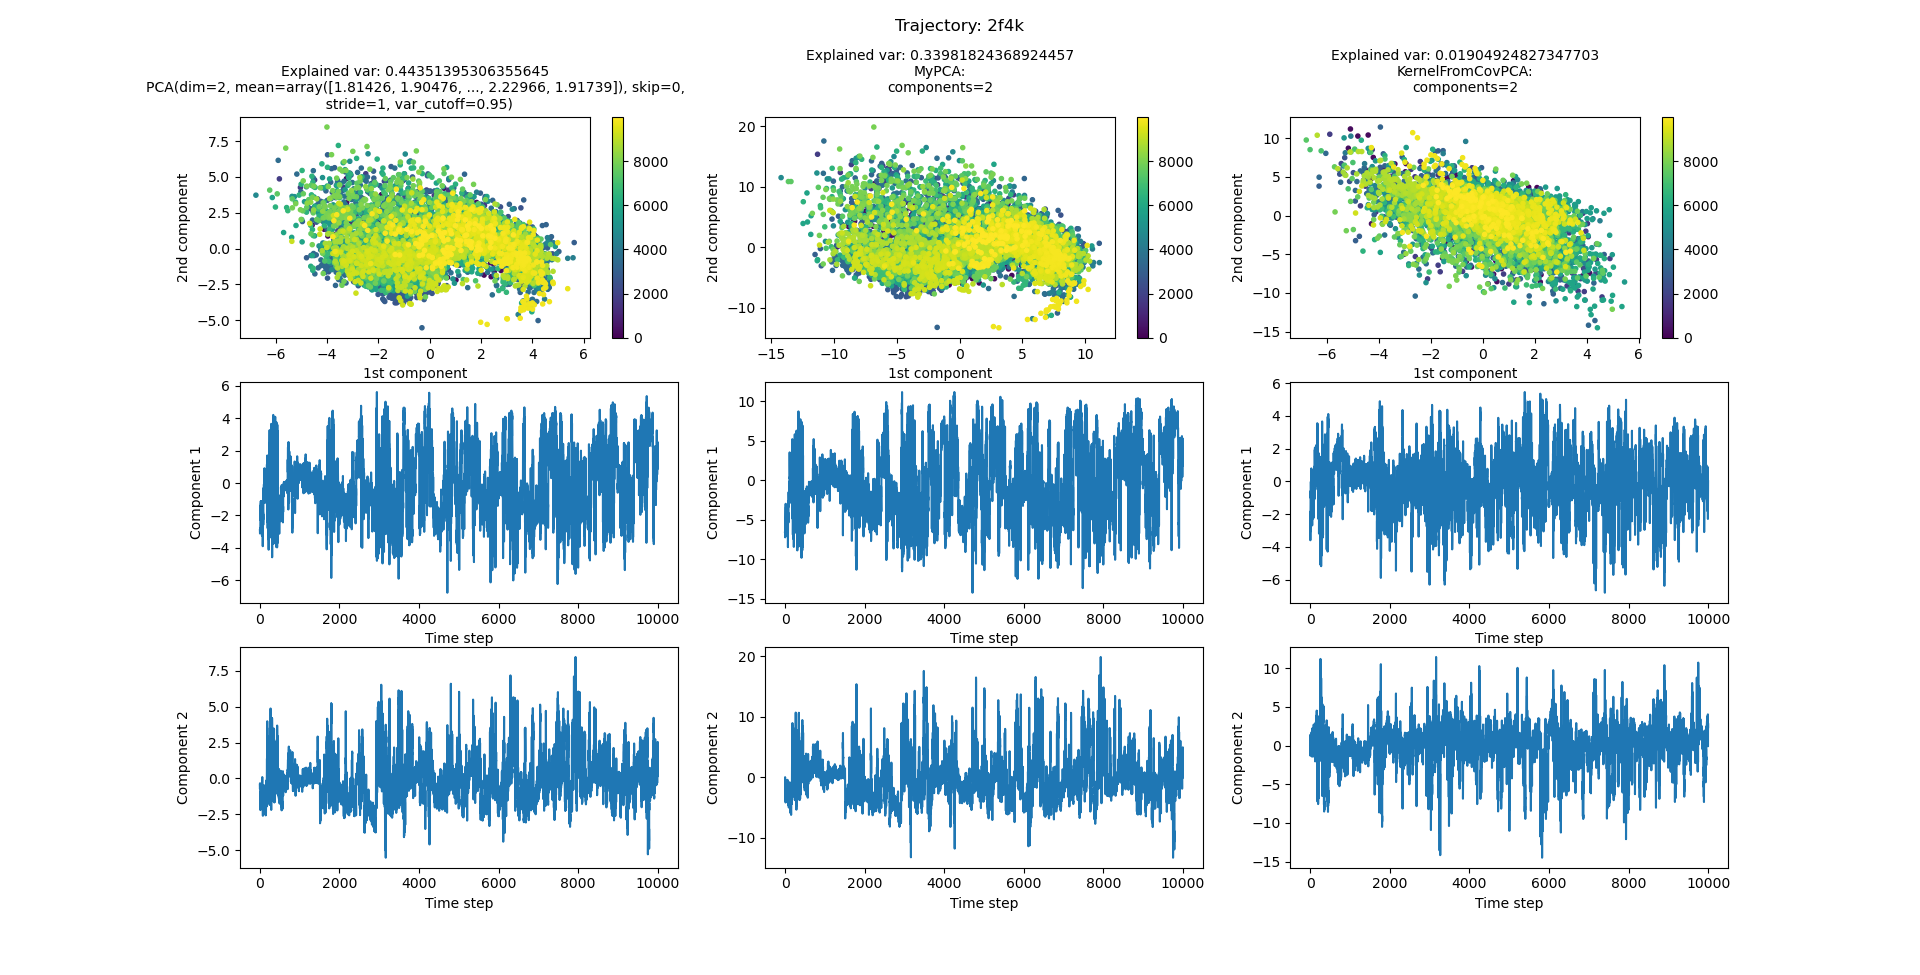 Trajectory: 2f4k
Explained var: 0.44351395306355645
PCA(dim=2, mean=array([1.81426, 1.90476, ..., 2.22966, 1.91739]), skip=0,
stride=1, var_cutoff=0.95)
Explained var: 0.33981824368924457
MyPCA:
components=2
Explained var: 0.01904924827347703
KernelFromCovPCA:
components=2
2nd component
7.5
5.0
2.5
0.0
−2.5
−5.0
−6 −4 −2 0 2 4 6
1st component
8000
6000
4000
2000
0
2nd component
20
10
0
−10
−15 −10 −5 0 5 10
1st component
8000
6000
4000
2000
0
2nd component
10
5
0
−5
−10
−15
−6 −4 −2 0 2 4 6
1st component
8000
6000
4000
2000
0
Component 1
6
4
2
0
−2
−4
−6
0 2000 4000 6000 8000 10000
Time step
Component 1
10
5
0
−5
−10
−15
0 2000 4000 6000 8000 10000
Time step
Component 1
6
4
2
0
−2
−4
−6
0 2000 4000 6000 8000 10000
Time step
Component 2
7.5
5.0
2.5
0.0
−2.5
−5.0
0 2000 4000 6000 8000 10000
Time step
Component 2
20
10
0
−10
0 2000 4000 6000 8000 10000
Time step
Component 2
10
5
0
−5
−10
−15
0 2000 4000 6000 8000 10000
Time step